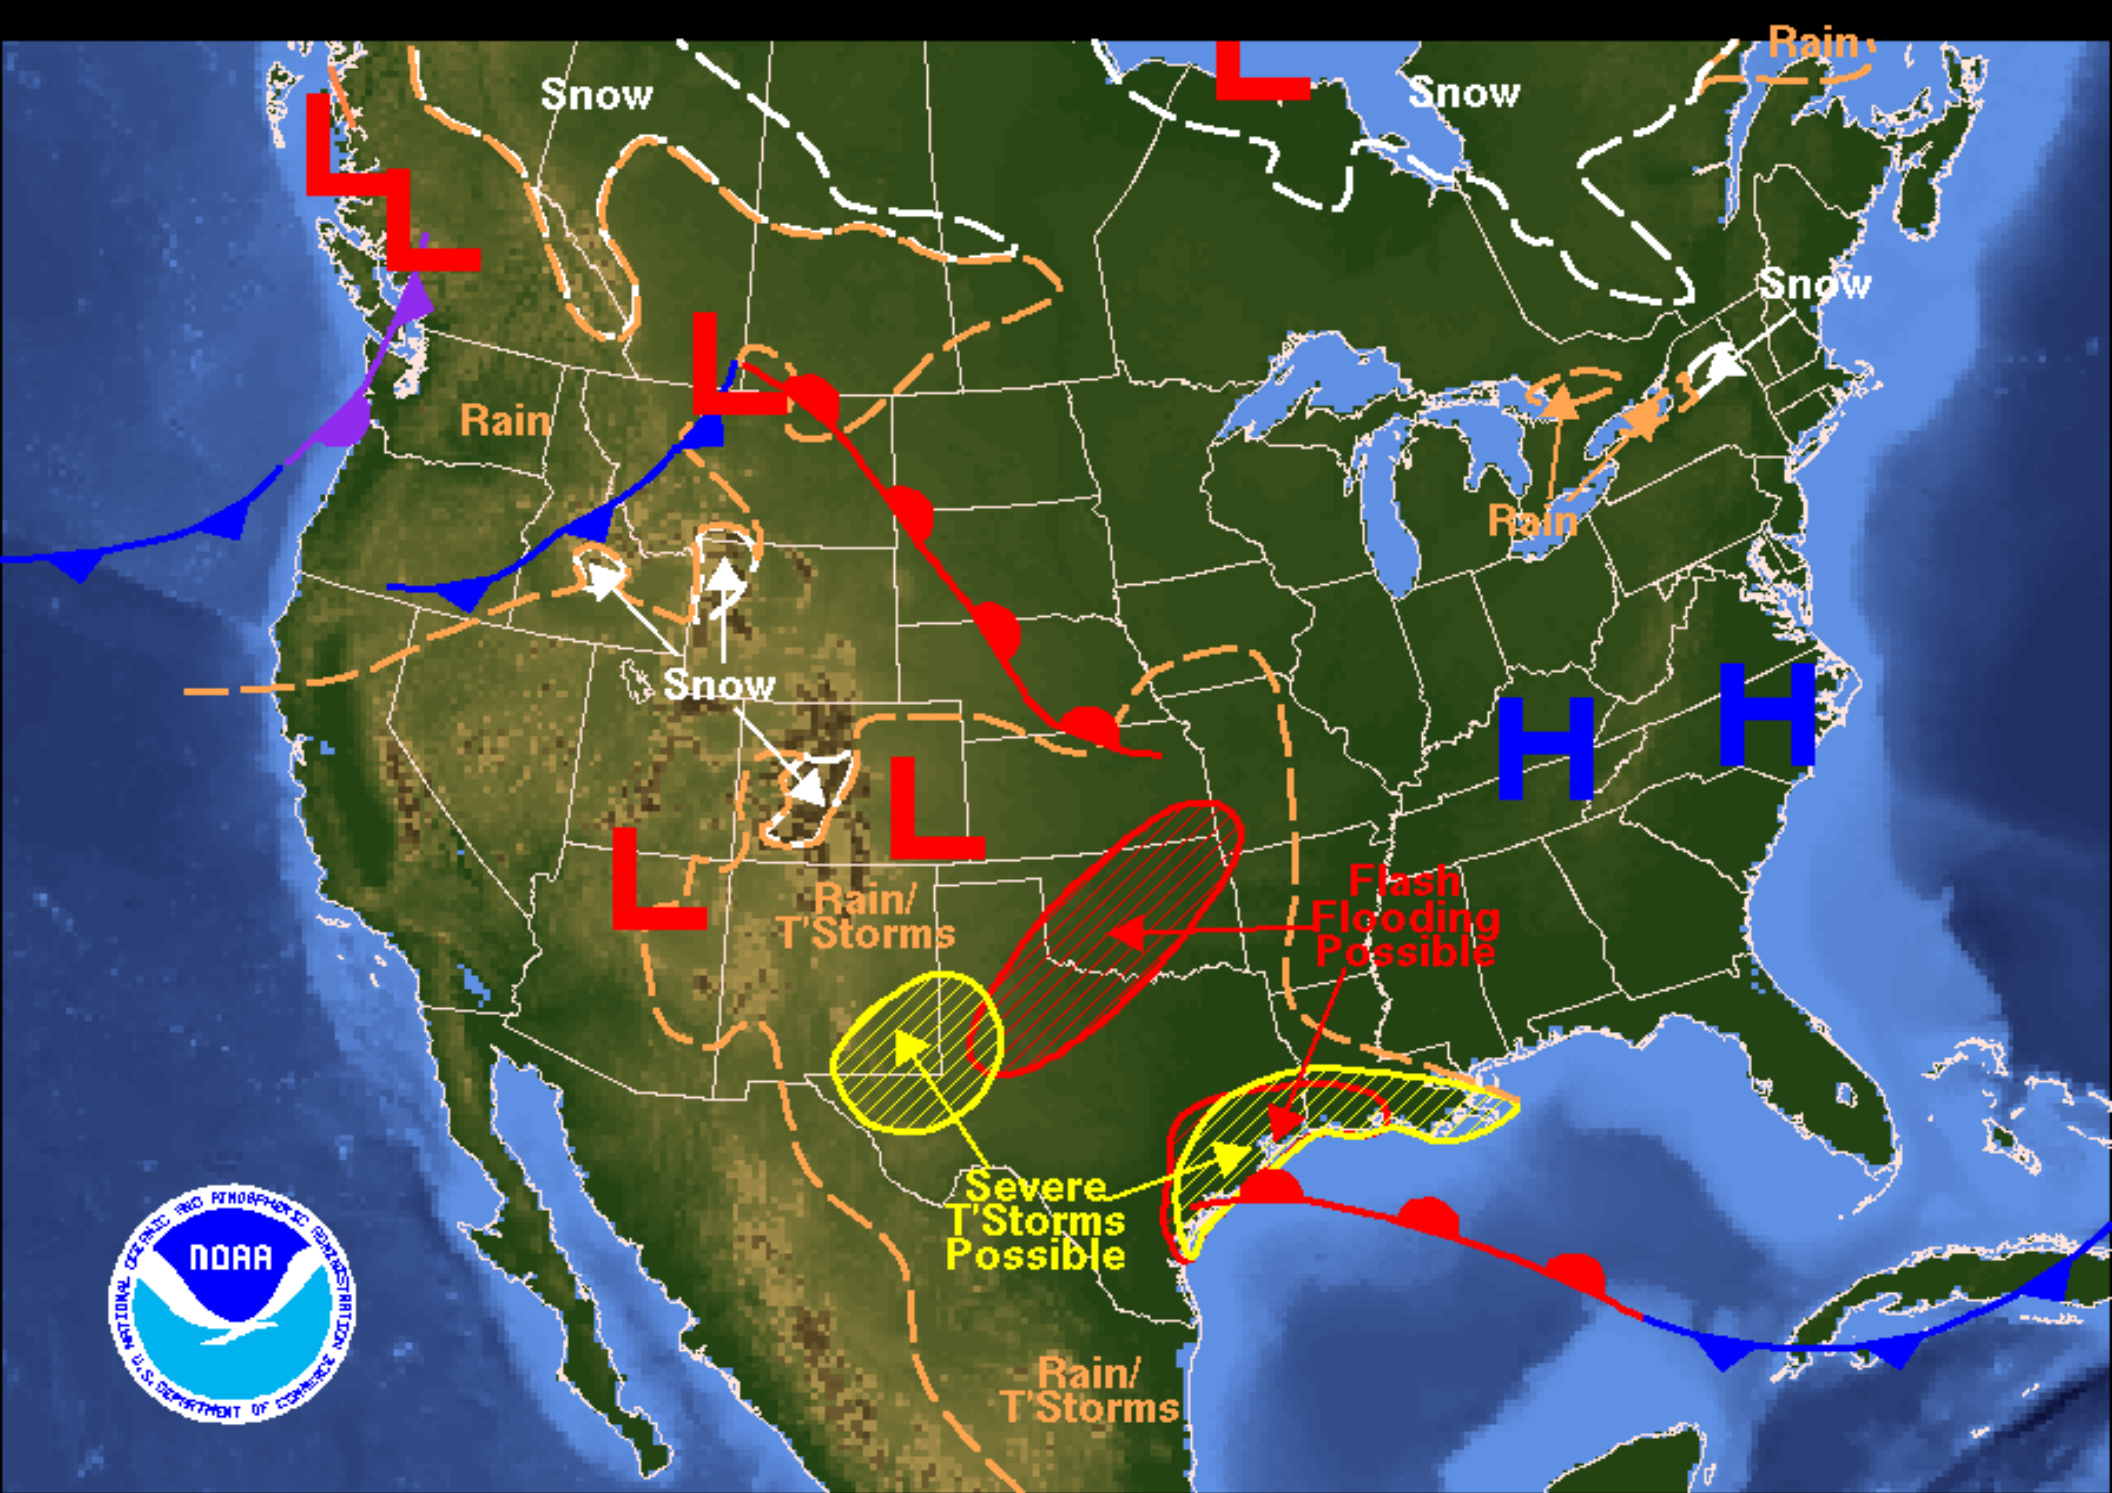 Rain
Snow
Snow
L
L
L
Snow
L
Rain
Rain
Snow
H
H
L
L
Rain/
T'Storms
Flash
Flooding
Possible
Severe
T'Storms
Possible
Rain/
T'Storms
NOAA
NATIONAL OCEANIC AND ATMOSPHERIC ADMINISTRATION
U.S. DEPARTMENT OF COMMERCE